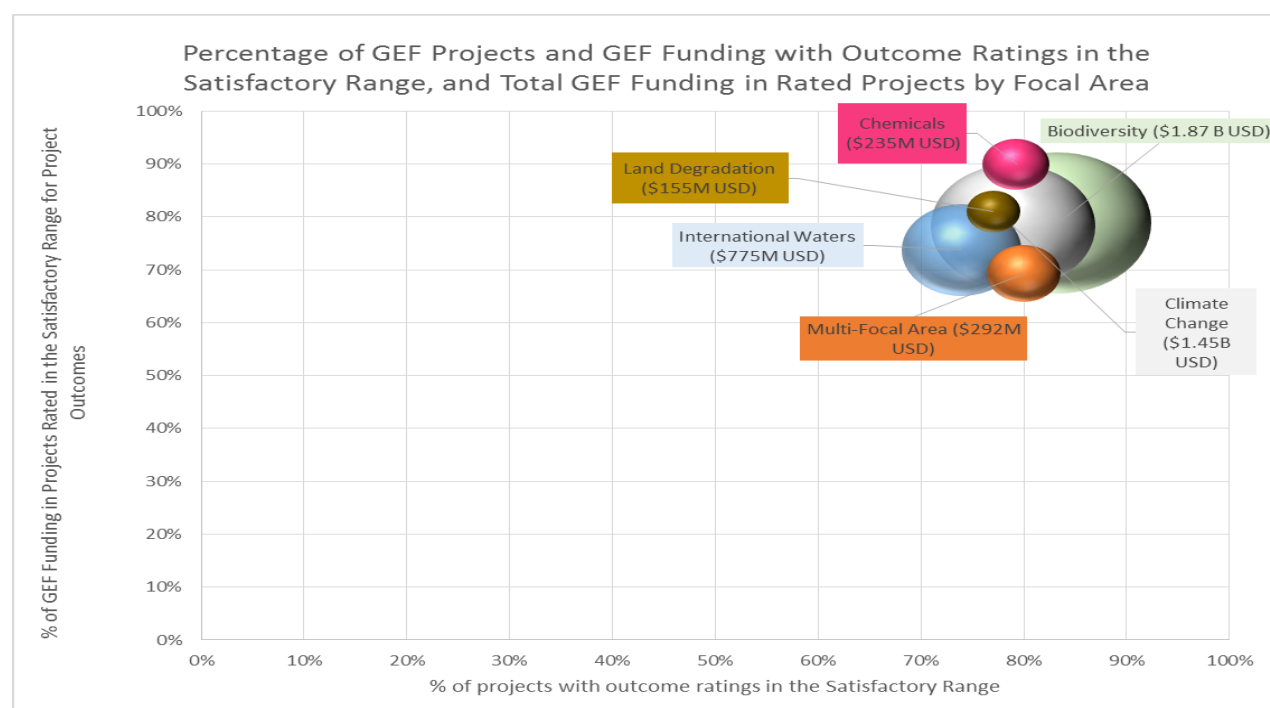 Percentage of GEF Projects and GEF Funding with Outcome Ratings in the
Satisfactory Range, and Total GEF Funding in Rated Projects by Focal Area
% of GEF Funding in Projects Rated in the Satisfactory Range for Project
Outcomes
100%
90%
80%
70%
60%
50%
40%
30%
20%
10%
0%
Chemicals
($235M USD)
Biodiversity ($1.87 B USD)
Land Degradation
($155M USD)
International Waters
($775M USD)
Multi-Focal Area ($292M
USD)
Climate
Change
($1.45B
USD)
0% 10% 20% 30% 40% 50% 60% 70% 80% 90% 100%
% of projects with outcome ratings in the Satisfactory Range